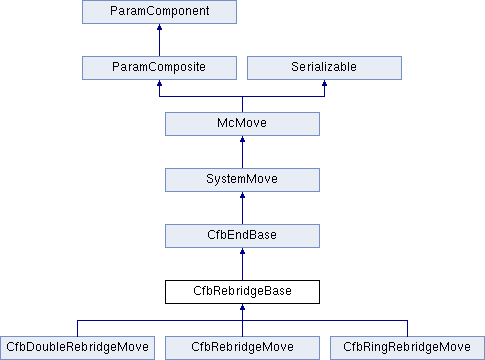 ParamComponent
ParamComposite
Serializable
McMove
SystemMove
CfbEndBase
CfbRebridgeBase
CfbDoubleRebridgeMove
CfbRebridgeMove
CfbRingRebridgeMove